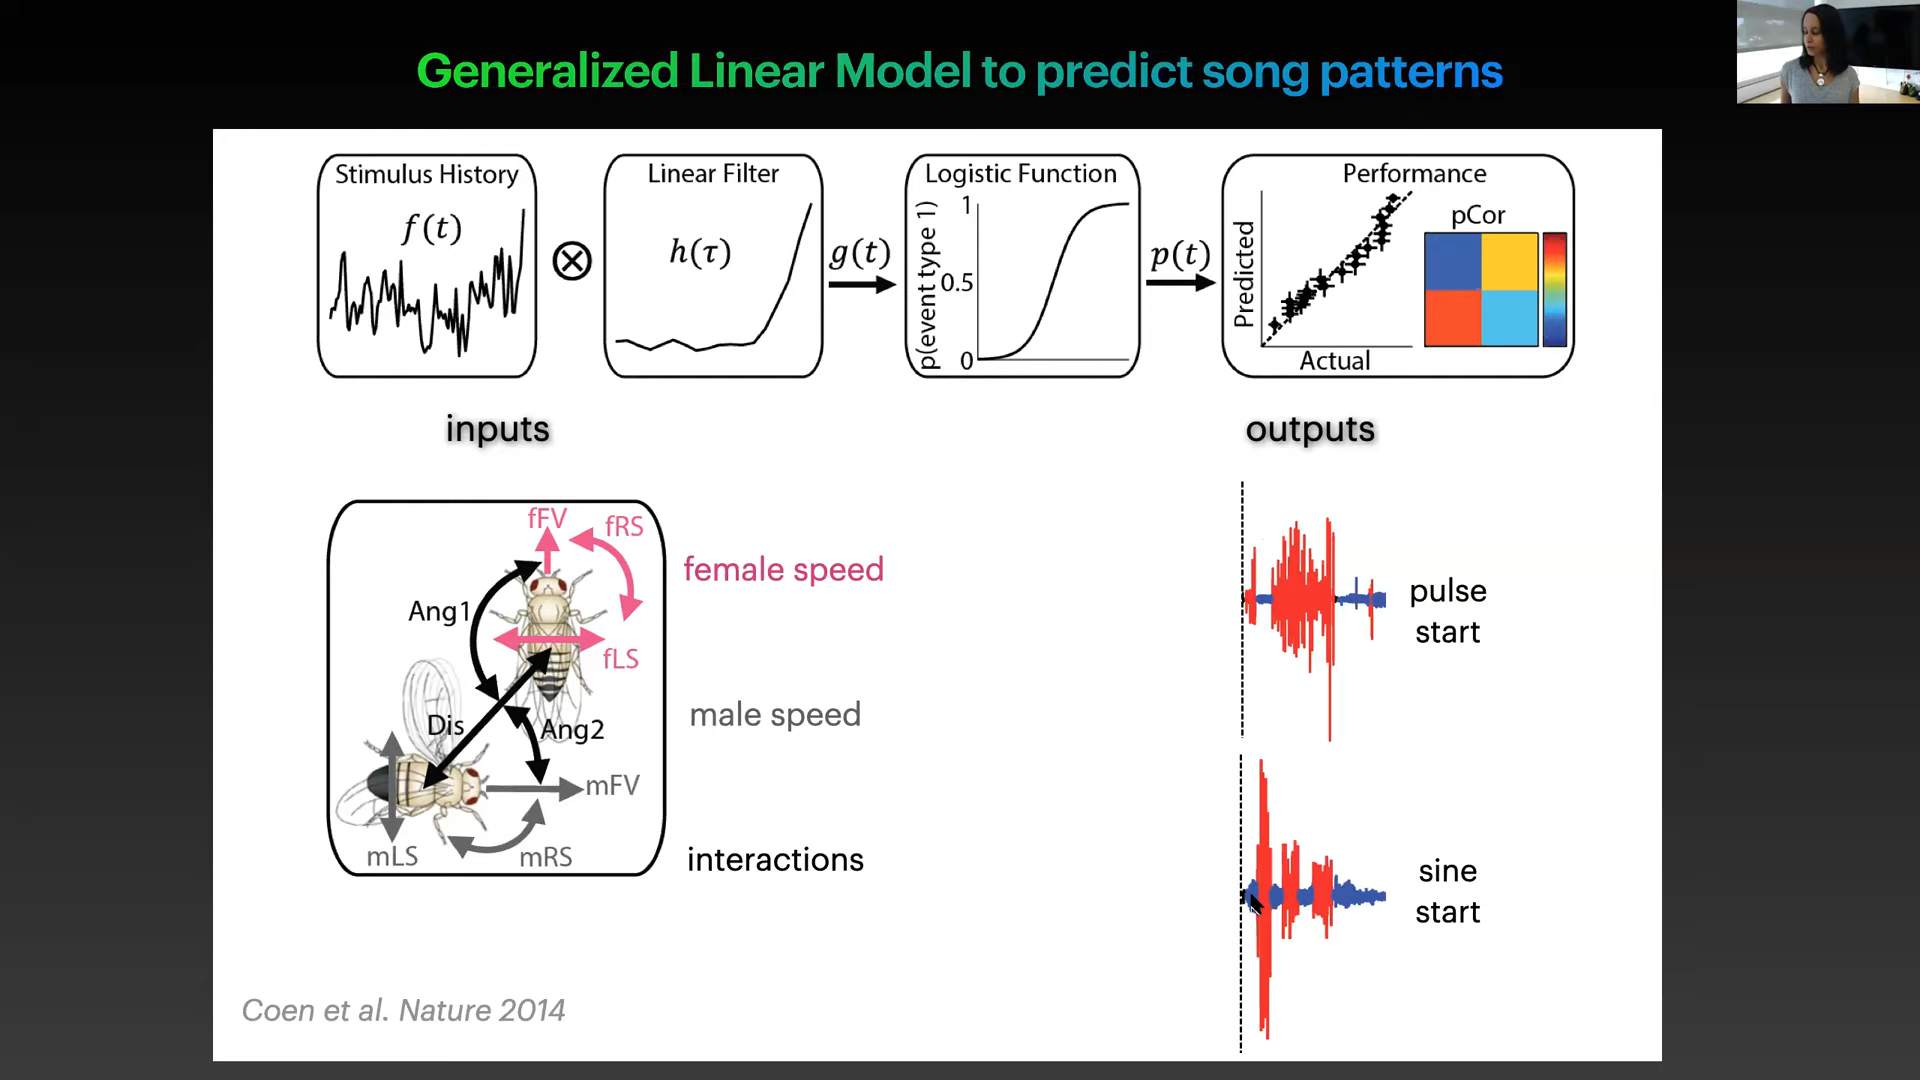 Generalized Linear Model to predict song patterns
Stimulus History
f(t)
⊗
Linear Filter
h(τ)
g(t)
Logistic Function
p(event type 1)
1
0.5
0
p(t)
Performance
Predicted
Actual
pCor
inputs
outputs
fFV
fRS
Ang1
fLS
Dis
Ang2
mFV
mLS
mRS
female speed
male speed
interactions
pulse
start
sine
start
Coen et al. Nature 2014